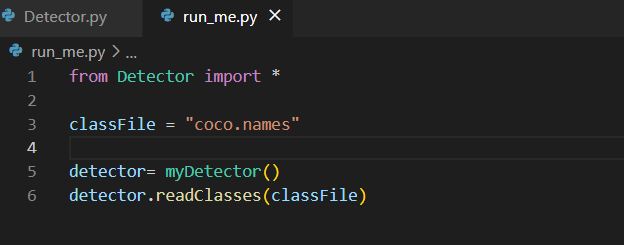 Detector.py run_me.py ×
run_me.py > ...
1 from Detector import *
2
3 classFile = "coco.names"
4
5 detector= myDetector()
6 detector.readClasses(classFile)